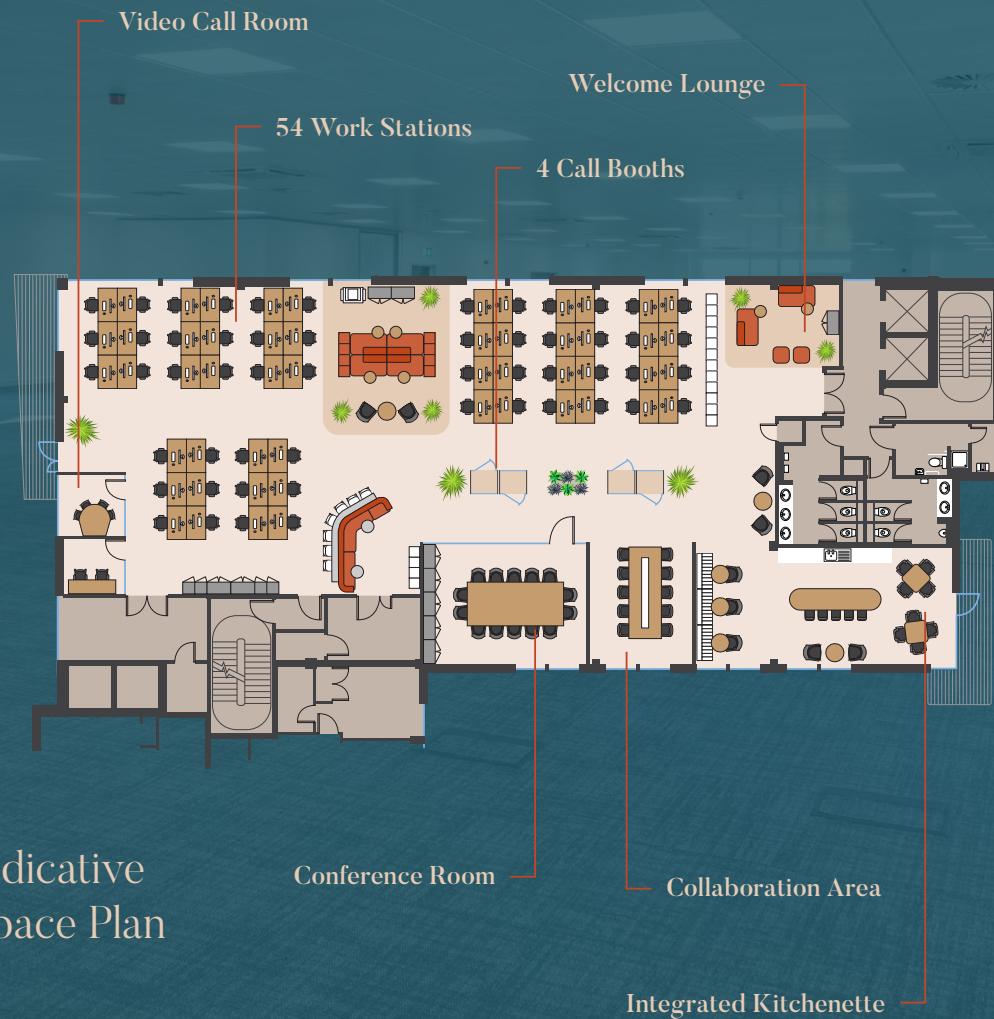 Video Call Room
Welcome Lounge
54 Work Stations
4 Call Booths
dicative
pace Plan
Conference Room
Collaboration Area
Integrated Kitchenette